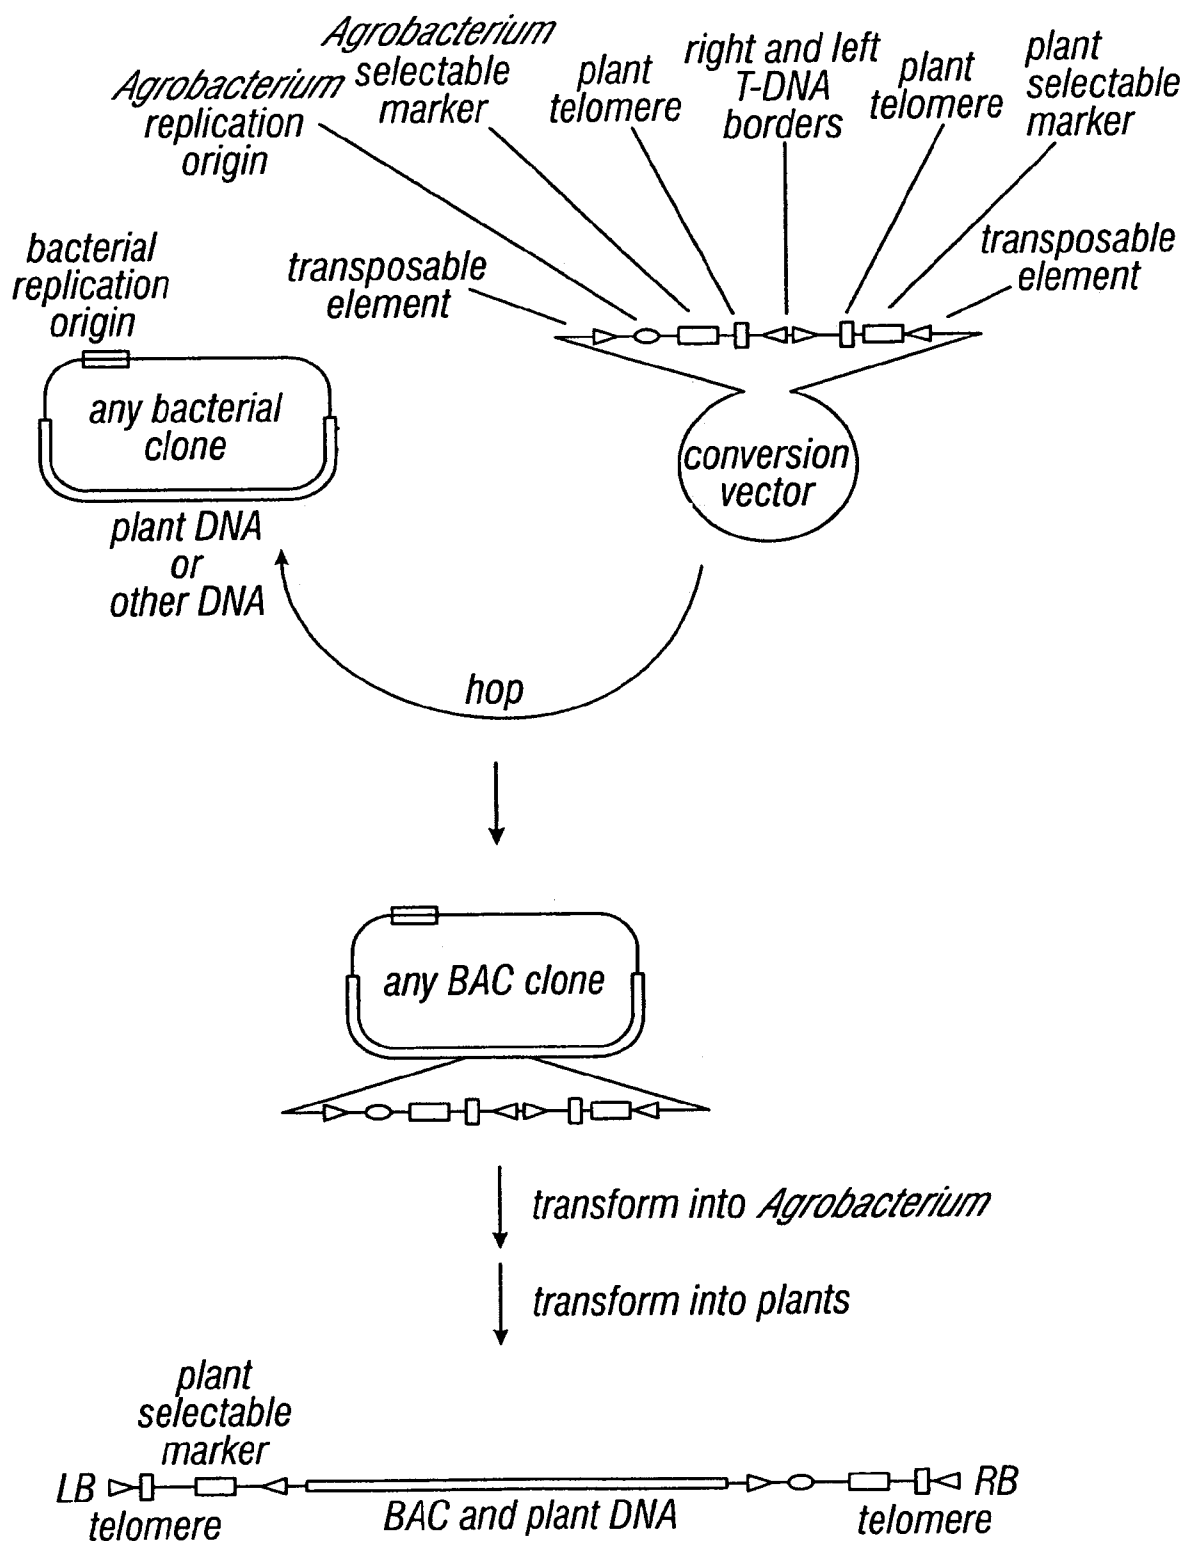 Agrobacterium
replication
origin
Agrobacterium
selectable
marker
plant
telomere
right and left
T-DNA
borders
plant
telomere
plant
selectable
marker
bacterial
replication
origin
transposable
element
transposable
element
any bacterial
clone
conversion
vector
plant DNA
or
other DNA
hop
any BAC clone
transform into Agrobacterium
transform into plants
plant
selectable
marker
LB
telomere
BAC and plant DNA
RB
telomere